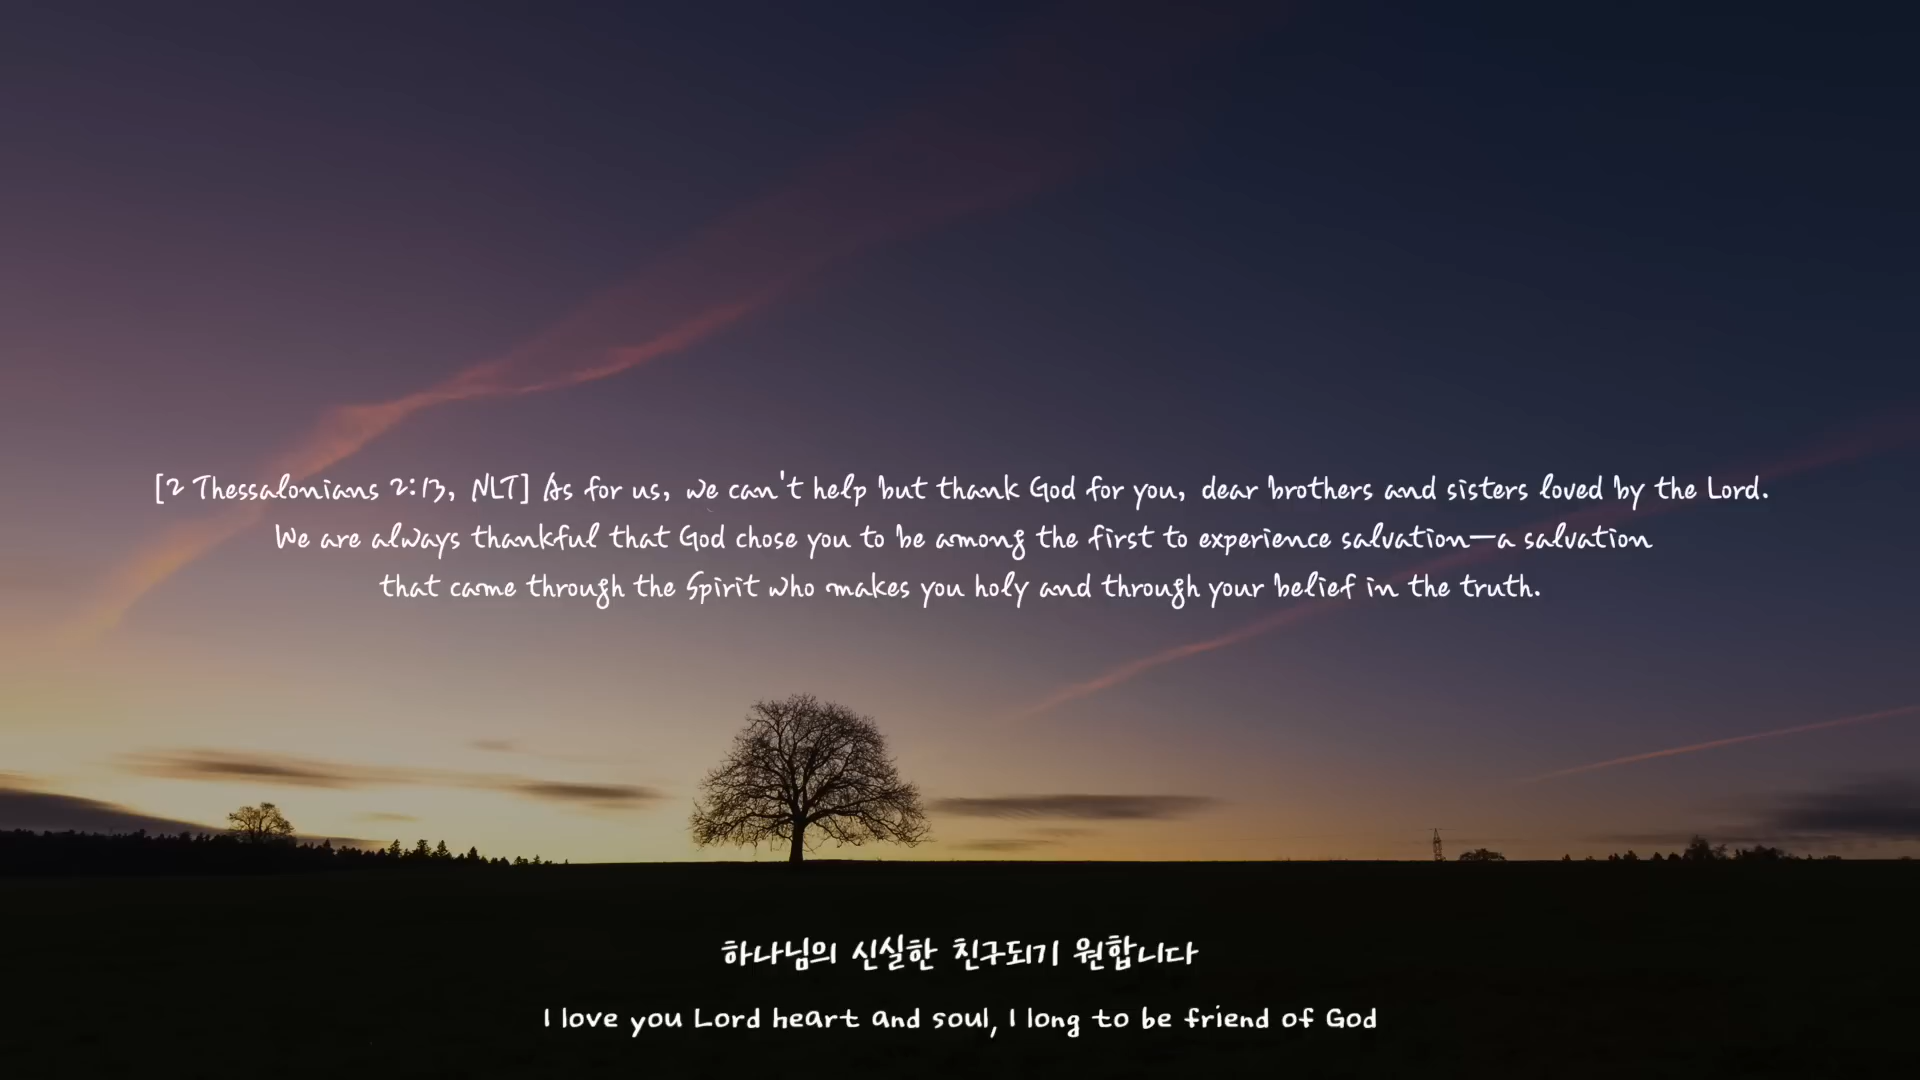 [2 Thessalonians 2:13, NLT] As for us, we can't help but thank God for you, dear brothers and sisters loved by the Lord.
We are always thankful that God chose you to be among the first to experience salvation—a salvation
that came through the Spirit who makes you holy and through your belief in the truth.
하나님의 신실한 친구되기 원합니다
I love you Lord heart and soul, I long to be friend of God